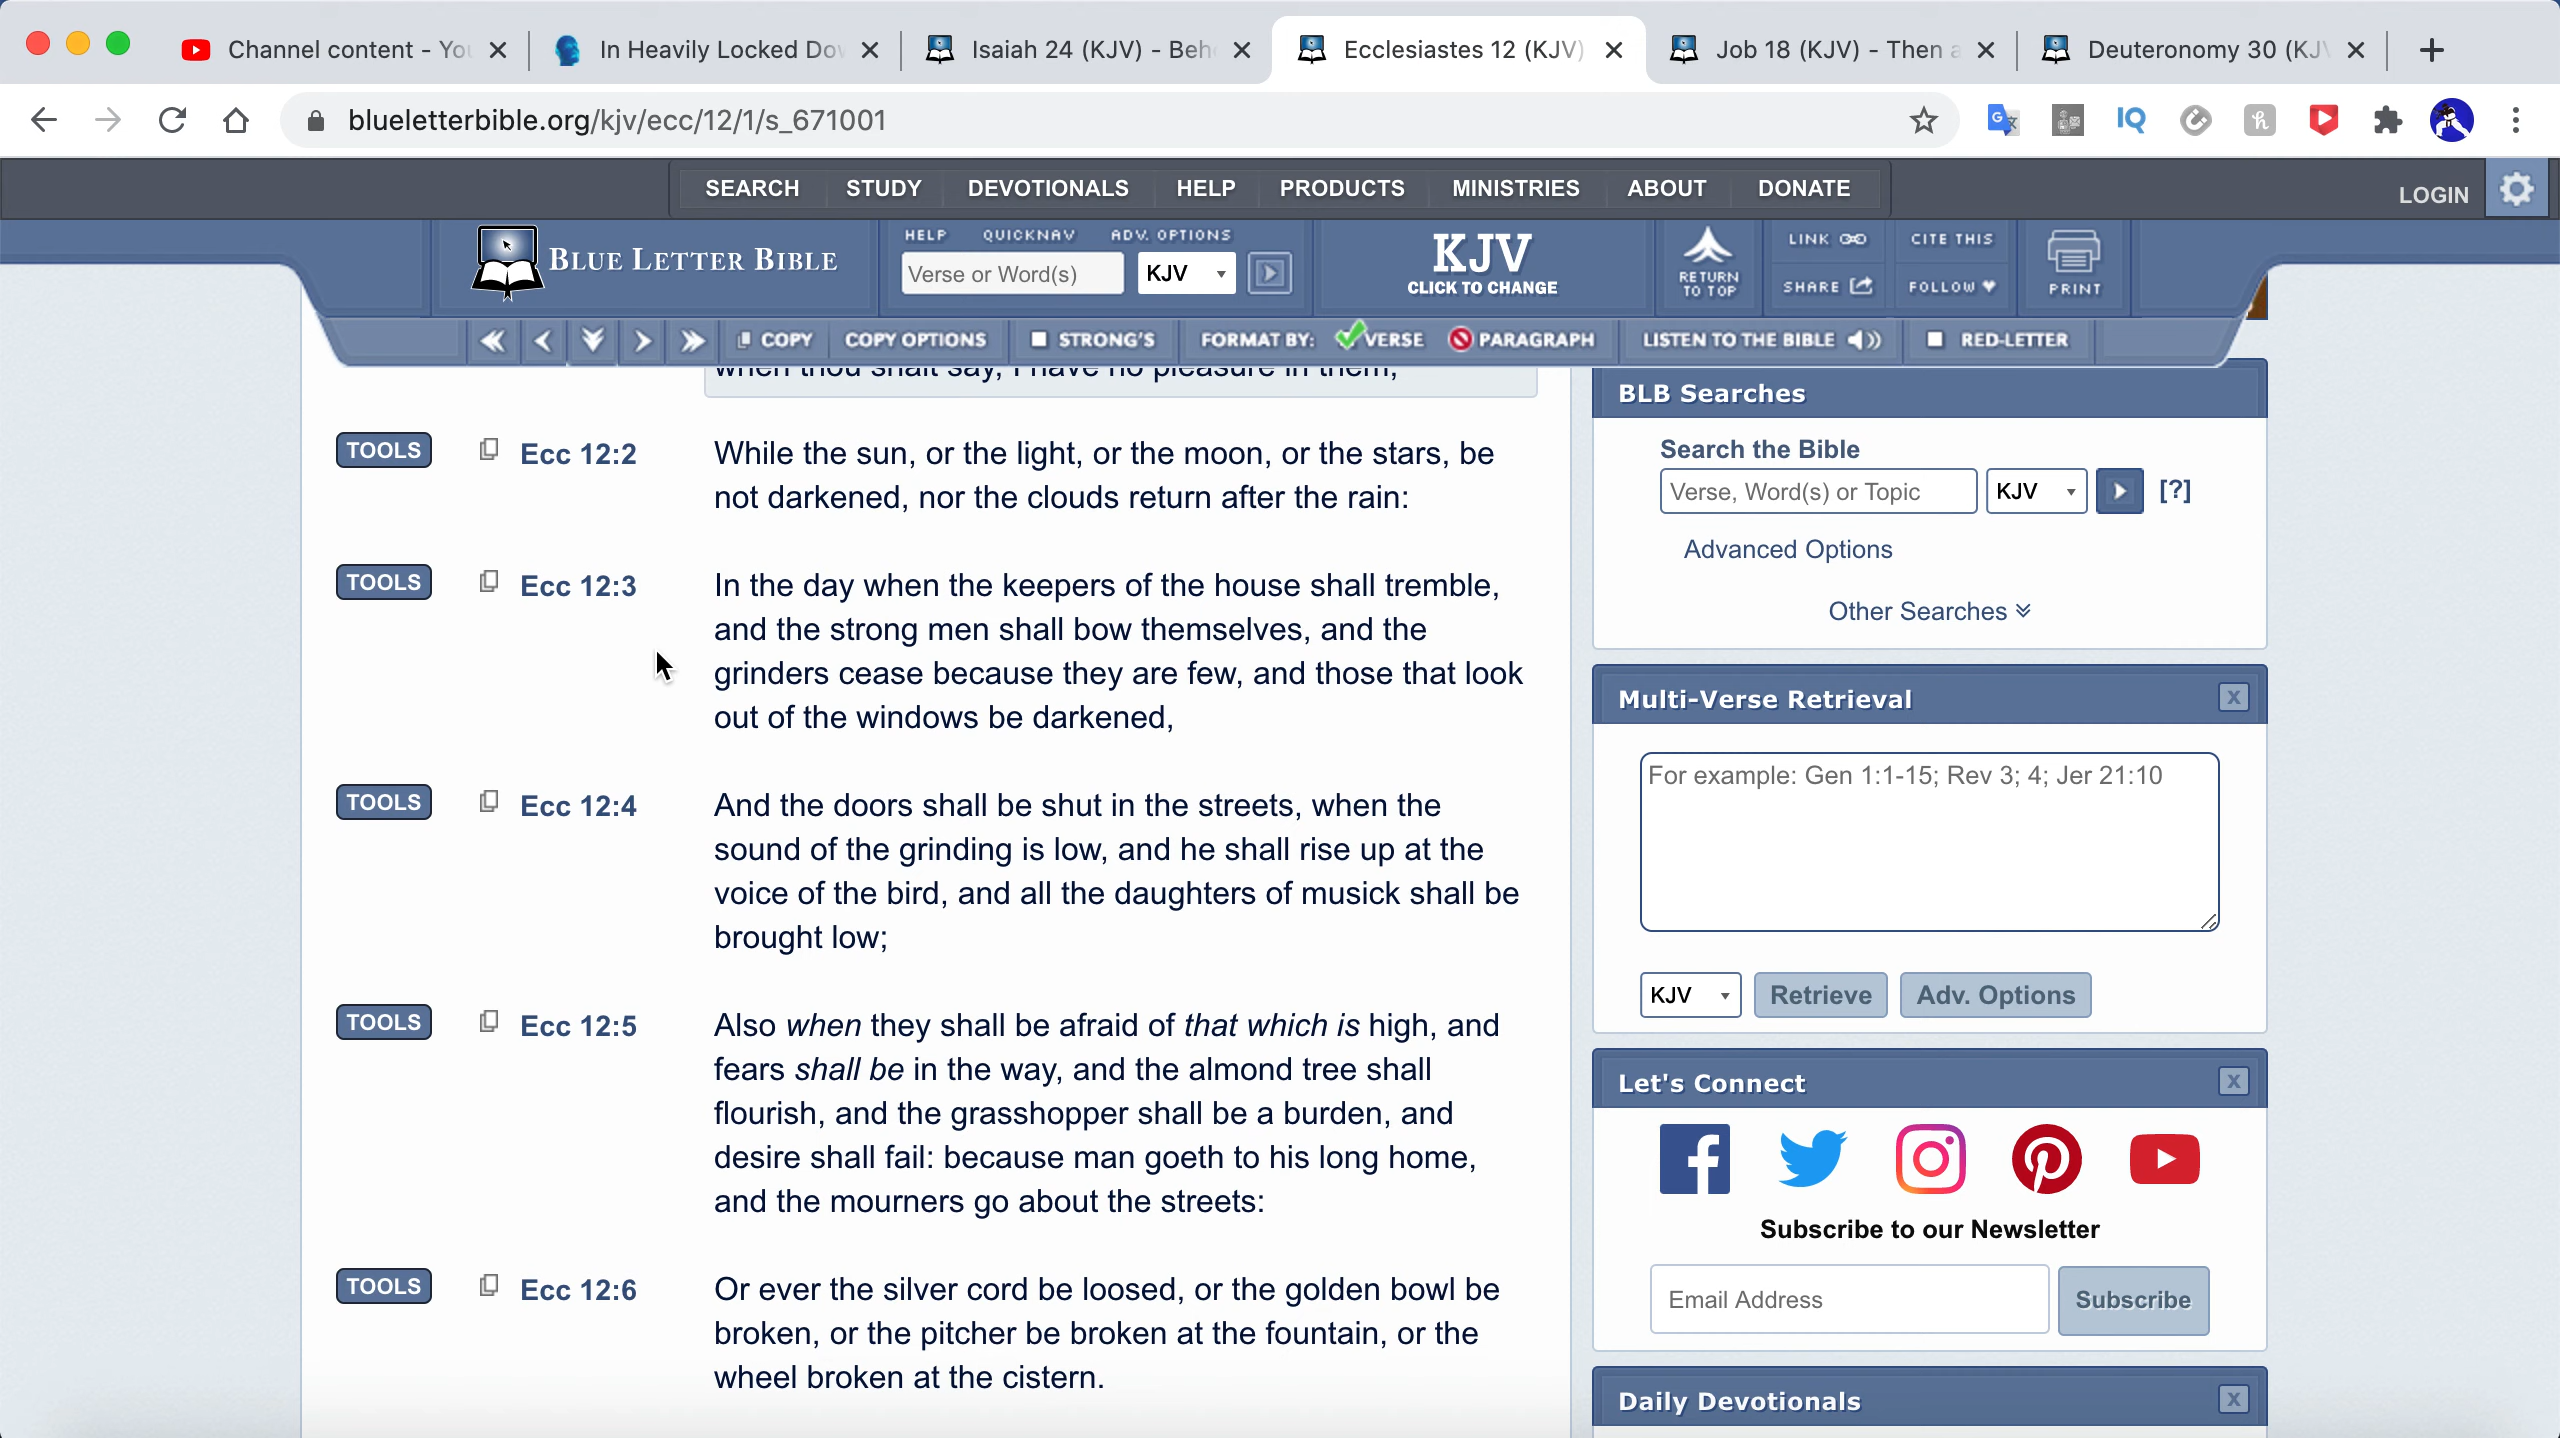 Channel content - You
In Heavily Locked Dow
Isaiah 24 (KJV) - Beho
Ecclesiastes 12 (KJV)
Job 18 (KJV) - Then a
Deuteronomy 30 (KJV
blueletterbible.org/kjv/ecc/12/1/s_671001
SEARCH STUDY DEVOTIONALS HELP PRODUCTS MINISTRIES ABOUT DONATE
LOGIN
BLUE LETTER BIBLE
HELP QUICKNAV ADV. OPTIONS
Verse or Word(s) KJV
KJV
CLICK TO CHANGE
RETURN
TO TOP
LINK
CITE THIS
SHARE
FOLLOW
PRINT
COPY COPY OPTIONS STRONG'S FORMAT BY: VERSE PARAGRAPH LISTEN TO THE BIBLE RED-LETTER
when thou shalt say, I have no pleasure in them;
TOOLS Ecc 12:2 While the sun, or the light, or the moon, or the stars, be
not darkened, nor the clouds return after the rain:
TOOLS Ecc 12:3 In the day when the keepers of the house shall tremble,
and the strong men shall bow themselves, and the
grinders cease because they are few, and those that look
out of the windows be darkened,
TOOLS Ecc 12:4 And the doors shall be shut in the streets, when the
sound of the grinding is low, and he shall rise up at the
voice of the bird, and all the daughters of musick shall be
brought low;
TOOLS Ecc 12:5 Also when they shall be afraid of that which is high, and
fears shall be in the way, and the almond tree shall
flourish, and the grasshopper shall be a burden, and
desire shall fail: because man goeth to his long home,
and the mourners go about the streets:
TOOLS Ecc 12:6 Or ever the silver cord be loosed, or the golden bowl be
broken, or the pitcher be broken at the fountain, or the
wheel broken at the cistern.
BLB Searches
Search the Bible
Verse, Word(s) or Topic KJV [?]
Advanced Options
Other Searches
Multi-Verse Retrieval X
For example: Gen 1:1-15; Rev 3; 4; Jer 21:10
KJV Retrieve Adv. Options
Let's Connect X
Subscribe to our Newsletter
Email Address Subscribe
Daily Devotionals X